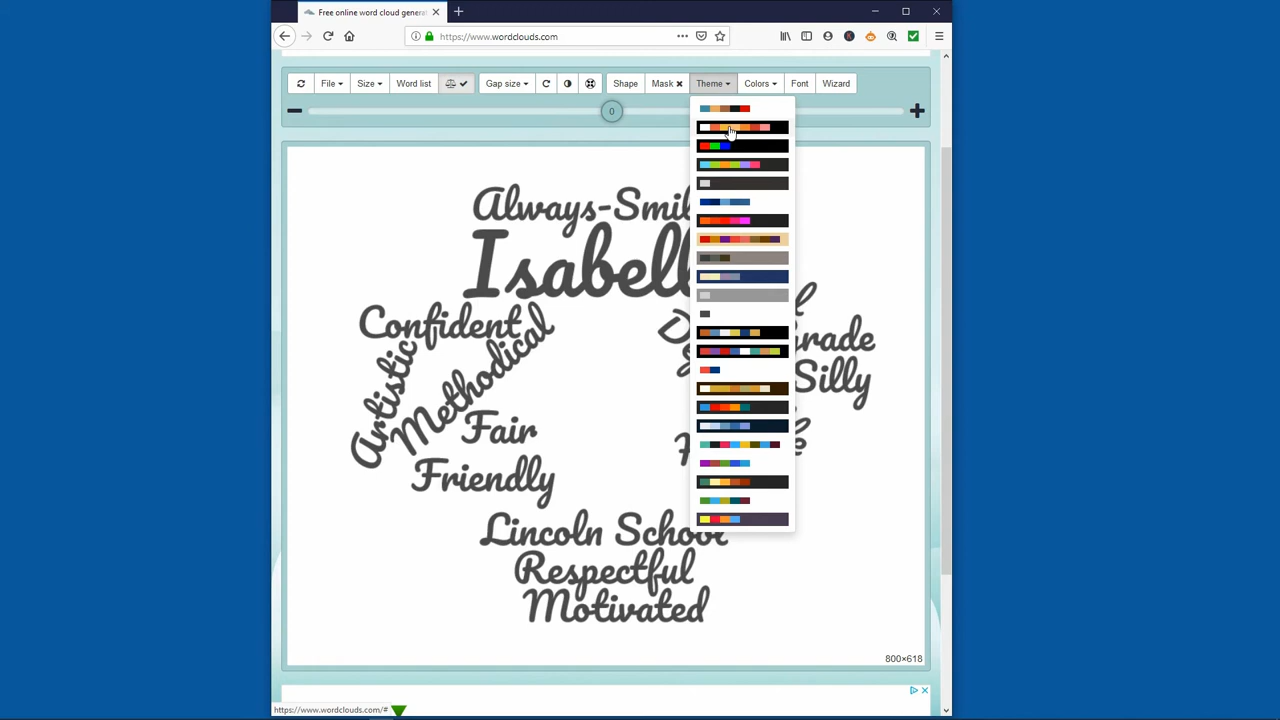 Free online word cloud genera
https://www.wordclouds.com
File
Size
Word list
Gap size
Shape
Mask
Theme
Colors
Font
Wizard
0
Always-Smil
Isabell
Confident
Artistic
Methodical
rade
Silly
Fair
Friendly
Lincoln School
Respectful
Motivated
800×618
https://www.wordclouds.com/#